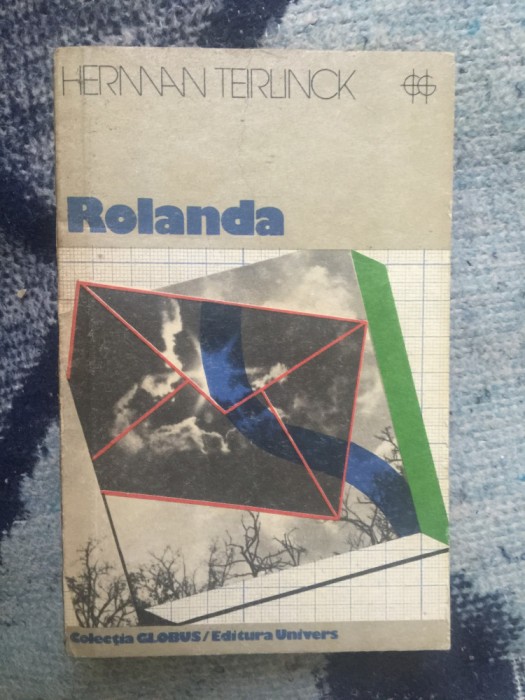 HERMAN TEIRLINCK
Rolanda
Colecția GLOBUS/Editura Univers